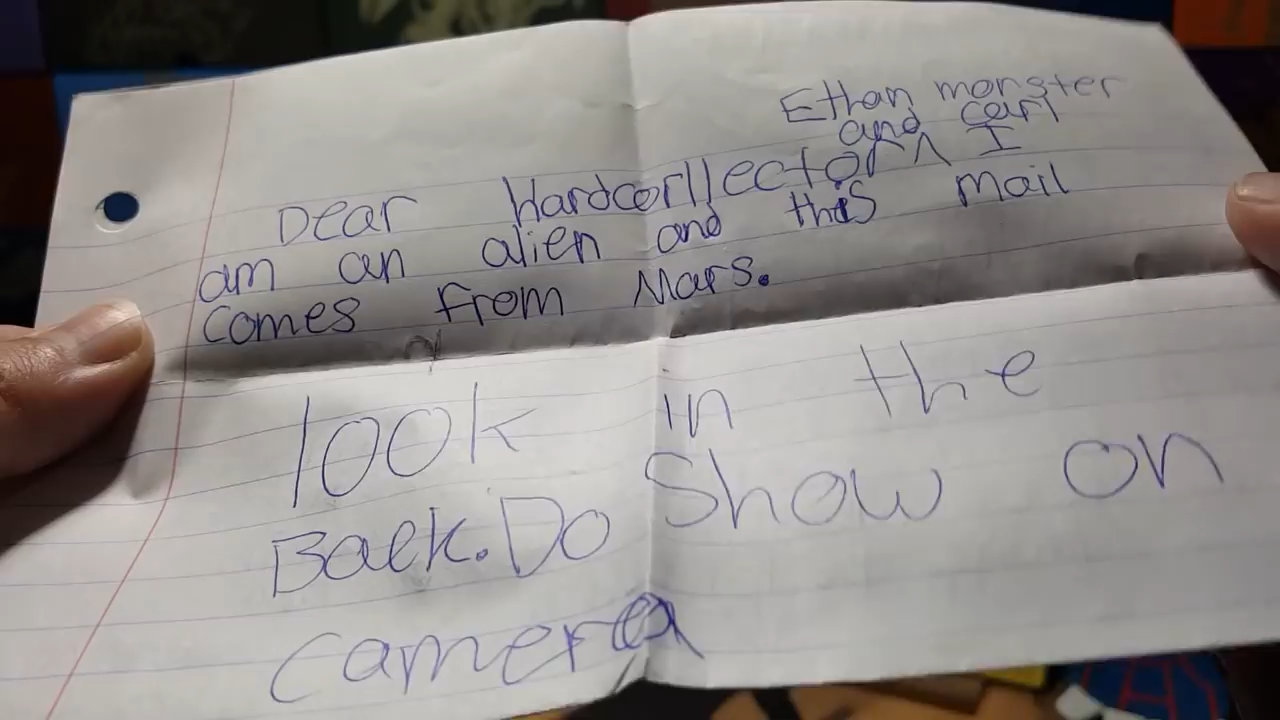 Ethan monster
and carl
Dear Hardcorllector ^ I
am an alien and this Mail
comes from Mars.
look in the
Back. Do Show on
camera